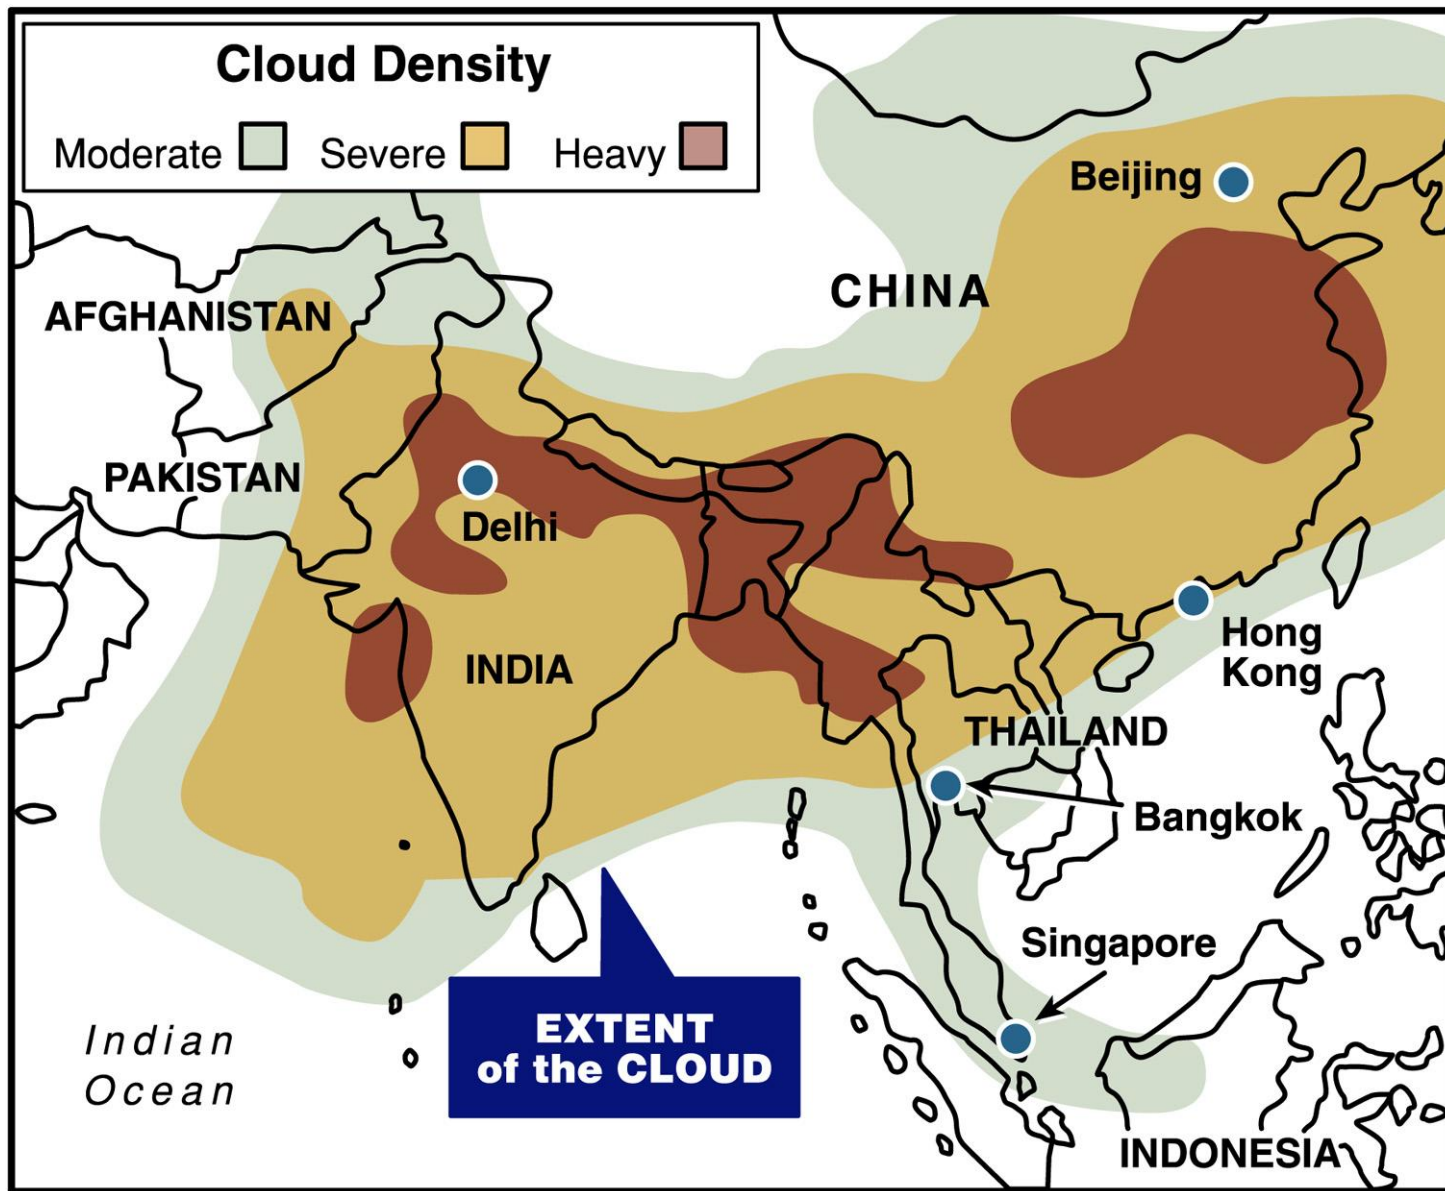 Cloud Density
Moderate Severe Heavy
Beijing
CHINA
AFGHANISTAN
PAKISTAN
Delhi
Hong
Kong
INDIA
THAILAND
Bangkok
Singapore
EXTENT
of the CLOUD
Indian
Ocean
INDONESIA